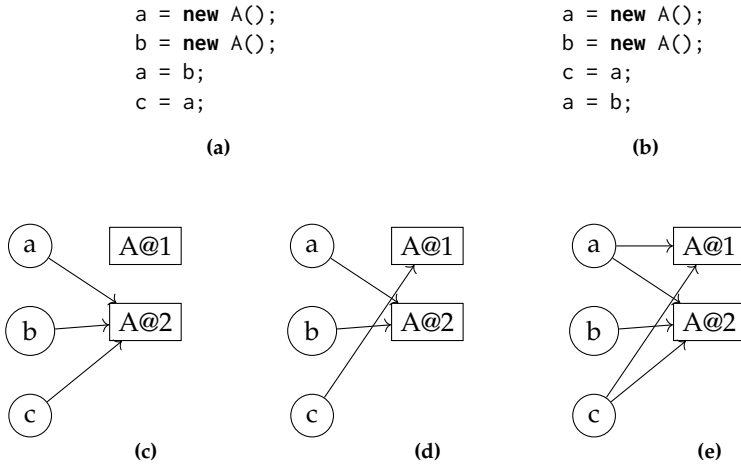 a = new A();
b = new A();
a = b;
c = a;
(a)
a = new A();
b = new A();
c = a;
a = b;
(b)
a
A@1
b
A@2
c
(c)
a
A@1
b
A@2
c
(d)
a
A@1
b
A@2
c
(e)